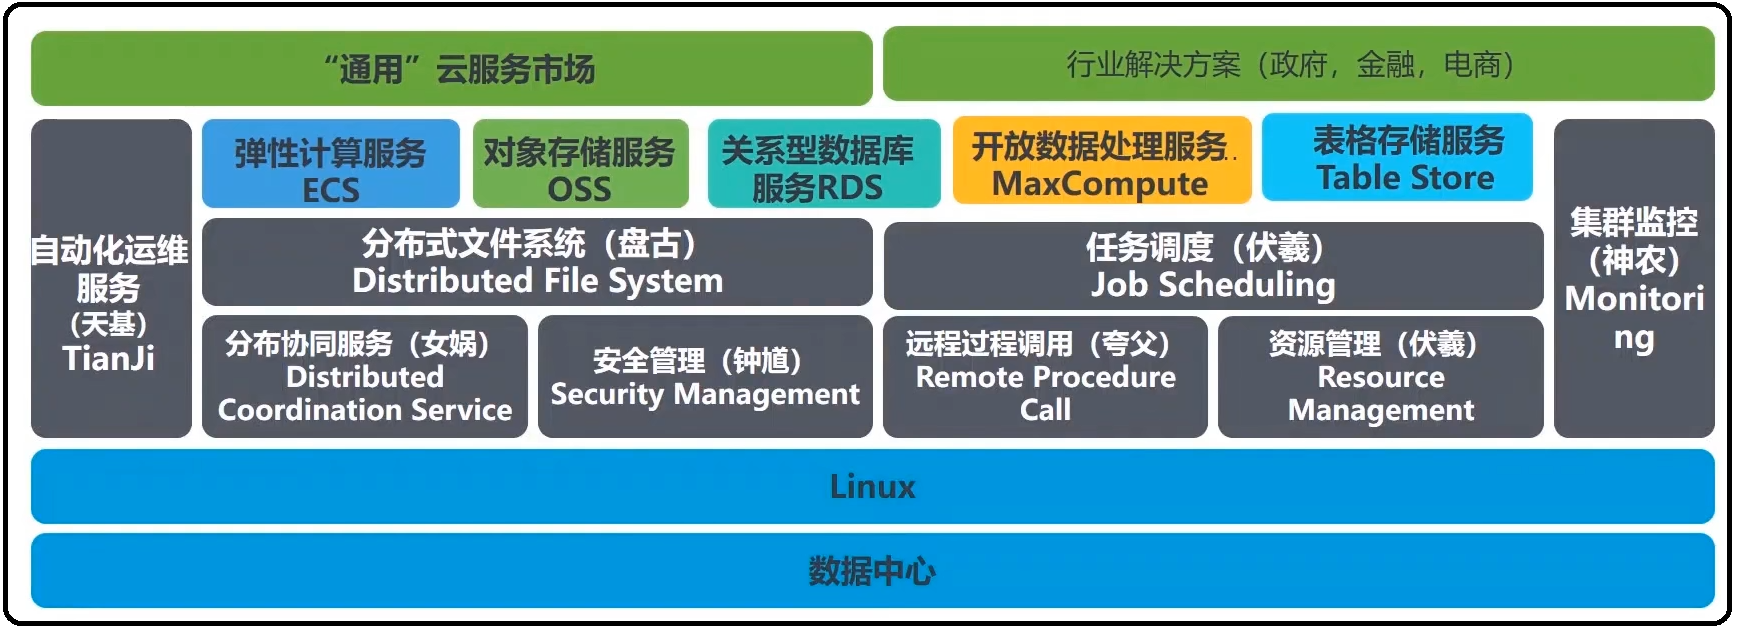 “通用”云服务市场
行业解决方案（政府，金融，电商）
自动化运维
服务
（天基）
TianJi
弹性计算服务
ECS
对象存储服务
OSS
关系型数据库
服务RDS
开放数据处理服务..
MaxCompute
表格存储服务
Table Store
集群监控
（神农）
Monitori
ng
分布式文件系统（盘古）
Distributed File System
任务调度（伏羲）
Job Scheduling
分布协同服务（女娲）
Distributed
Coordination Service
安全管理（钟馗）
Security Management
远程过程调用（夸父）
Remote Procedure
Call
资源管理（伏羲）
Resource
Management
Linux
数据中心